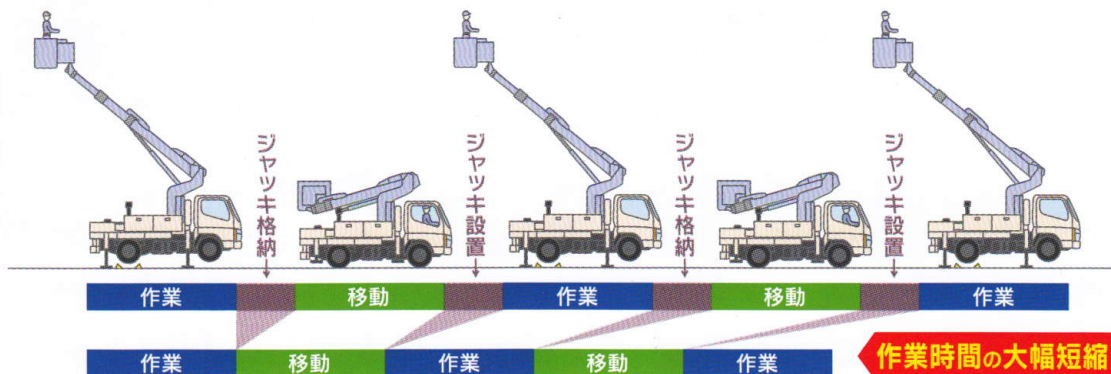 ジャッキ格納
ジャッキ設置
ジャッキ格納
ジャッキ設置
作業
移動
作業
移動
作業
作業
移動
作業
移動
作業
作業時間の大幅短縮